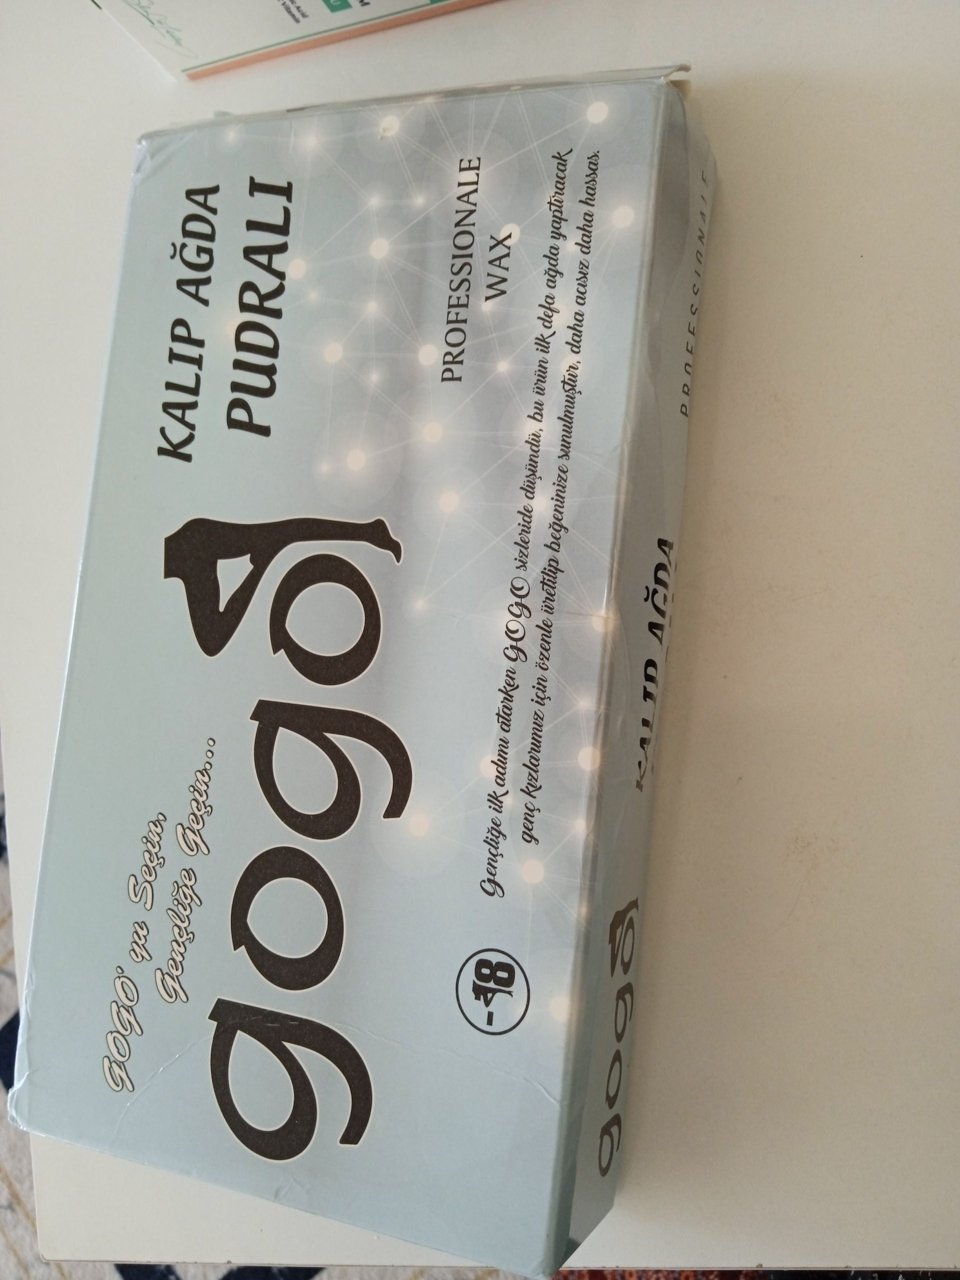 GOGO' yu Seçin,
Gençliğe Geçin...
gogo
KALIP AĞDA
PUDRALI
PROFESSIONALE
WAX
Gençliğe ilk adımı atarken GOGO sizleride düşündü, bu ürün ilk defa ağda yaptıracak
genç kızlarımız için özenle üretilip beğeninize sunulmuştur, daha acısız daha hassas.
-18
gogo
KALIP AĞDA
PROFESSIONALE